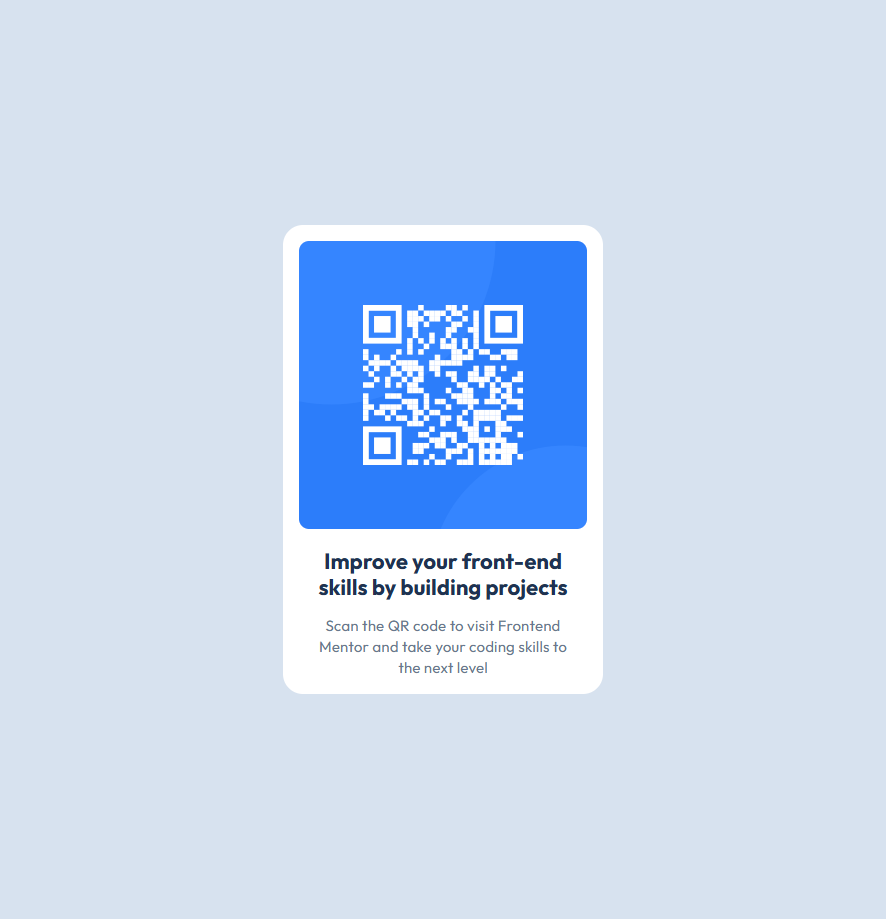 Improve your front-end
skills by building projects
Scan the QR code to visit Frontend
Mentor and take your coding skills to
the next level